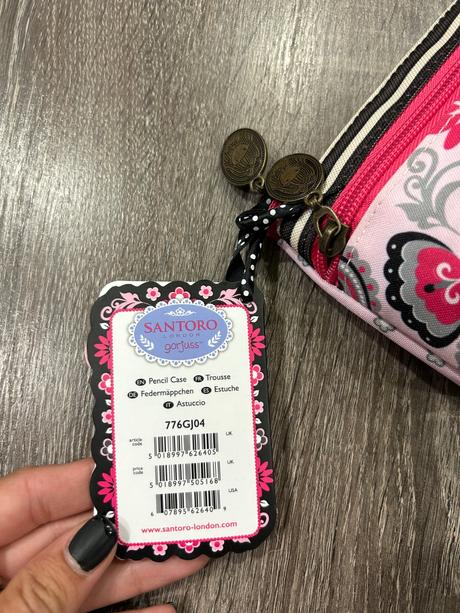 SANTORO
LONDON
gorjuss™
EN Pencil Case FR Trousse
DE Federmäppchen ES Estuche
IT Astuccio
776GJ04
article code UK
5 018997 626405
price code UK
5 018997 505168
USA
6 07895 62640 9
www.santoro-london.com